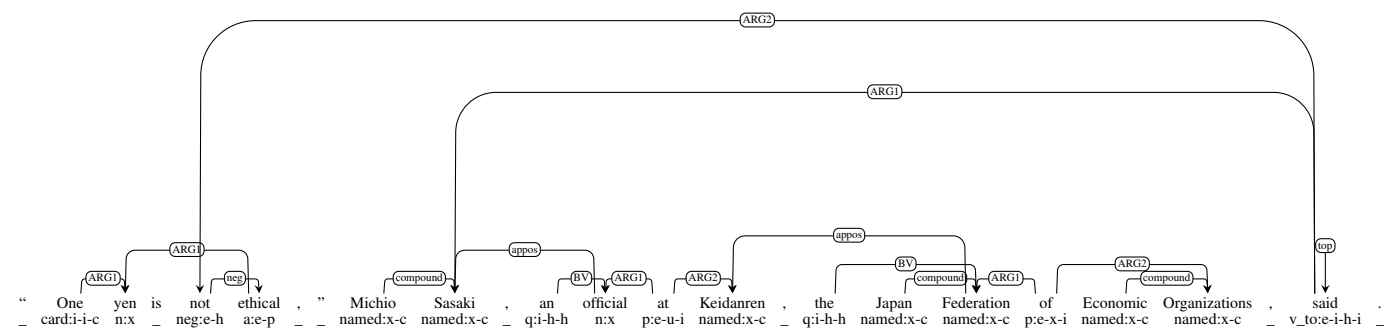 ARG2
ARG1
appos
ARG1 appos BV ARG2 top
ARG1 neg compound BV ARG1 ARG2 compound ARG1 compound
“ One yen is not ethical , ” Michio Sasaki , an official at Keidanren , the Japan Federation of Economic Organizations , said .
_ card:i-i-c n:x _ neg:e-h a:e-p _ _ named:x-c named:x-c _ q:i-h-h n:x p:e-u-i named:x-c _ q:i-h-h named:x-c named:x-c p:e-x-i named:x-c named:x-c _ v_to:e-i-h-i _